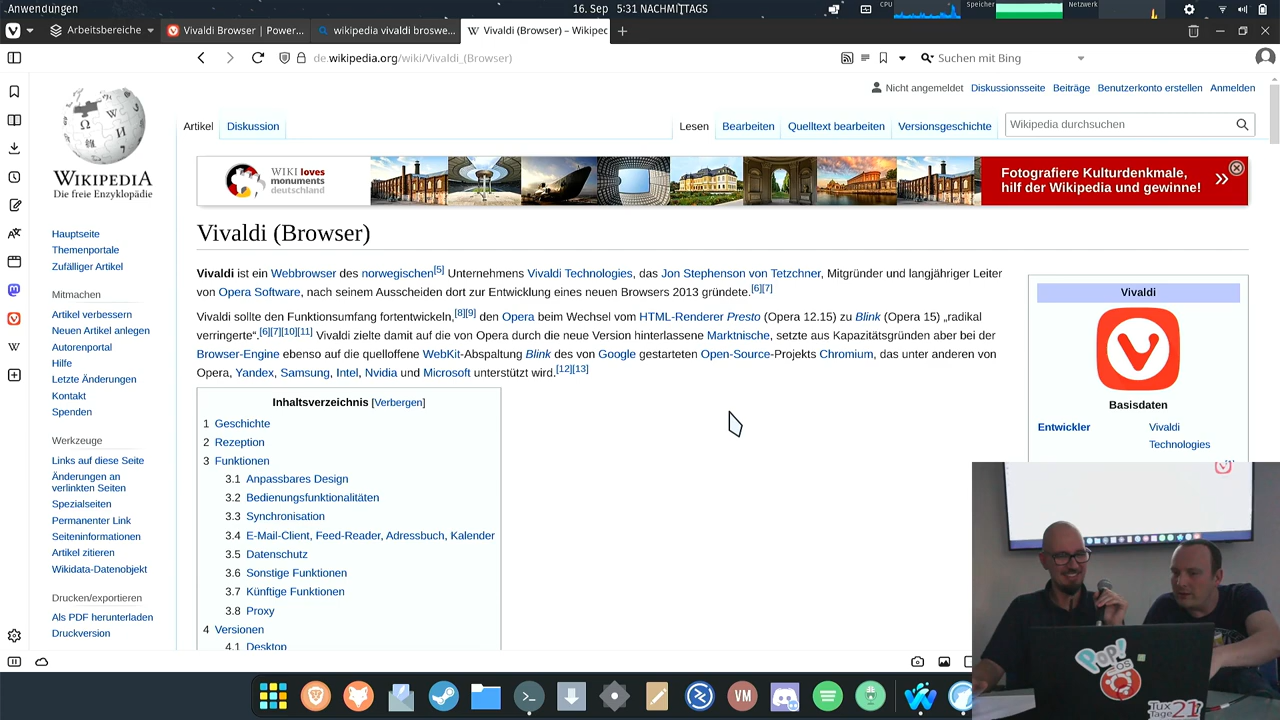 Anwendungen
16. Sep 5:31 NACHMITTAGS
CPU
Speicher
Netzwerk
Arbeitsbereiche
Vivaldi Browser | Power...
wikipedia vivaldi broswe...
Vivaldi (Browser) – Wikipec
de.wikipedia.org/wiki/Vivaldi_(Browser)
Suchen mit Bing
Nicht angemeldet Diskussionsseite Beiträge Benutzerkonto erstellen Anmelden
Artikel Diskussion
Lesen Bearbeiten Quelltext bearbeiten Versionsgeschichte
Wikipedia durchsuchen
WIKIPEDIA
Die freie Enzyklopädie
WIKI loves
monuments
deutschland
Fotografiere Kulturdenkmale,
hilf der Wikipedia und gewinne!
Hauptseite
Themenportale
Zufälliger Artikel
Mitmachen
Artikel verbessern
Neuen Artikel anlegen
Autorenportal
Hilfe
Letzte Änderungen
Kontakt
Spenden
Werkzeuge
Links auf diese Seite
Änderungen an
verlinkten Seiten
Spezialseiten
Permanenter Link
Seiteninformationen
Artikel zitieren
Wikidata-Datenobjekt
Drucken/exportieren
Als PDF herunterladen
Druckversion
Vivaldi (Browser)
Vivaldi ist ein Webbrowser des norwegischen[5] Unternehmens Vivaldi Technologies, das Jon Stephenson von Tetzchner, Mitgründer und langjähriger Leiter
von Opera Software, nach seinem Ausscheiden dort zur Entwicklung eines neuen Browsers 2013 gründete.[6][7]
Vivaldi sollte den Funktionsumfang fortentwickeln,[8][9] den Opera beim Wechsel vom HTML-Renderer Presto (Opera 12.15) zu Blink (Opera 15) „radikal
verringerte“.[6][7][10][11] Vivaldi zielte damit auf die von Opera durch die neue Version hinterlassene Marktnische, setzte aus Kapazitätsgründen aber bei der
Browser-Engine ebenso auf die quelloffene WebKit-Abspaltung Blink des von Google gestarteten Open-Source-Projekts Chromium, das unter anderen von
Opera, Yandex, Samsung, Intel, Nvidia und Microsoft unterstützt wird.[12][13]
Inhaltsverzeichnis [Verbergen]
1 Geschichte
2 Rezeption
3 Funktionen
3.1 Anpassbares Design
3.2 Bedienungsfunktionalitäten
3.3 Synchronisation
3.4 E-Mail-Client, Feed-Reader, Adressbuch, Kalender
3.5 Datenschutz
3.6 Sonstige Funktionen
3.7 Künftige Funktionen
3.8 Proxy
4 Versionen
4.1 Desktop
Vivaldi
Basisdaten
Entwickler Vivaldi
Technologies
VM
Pop!
OS
Tux
Tage 21